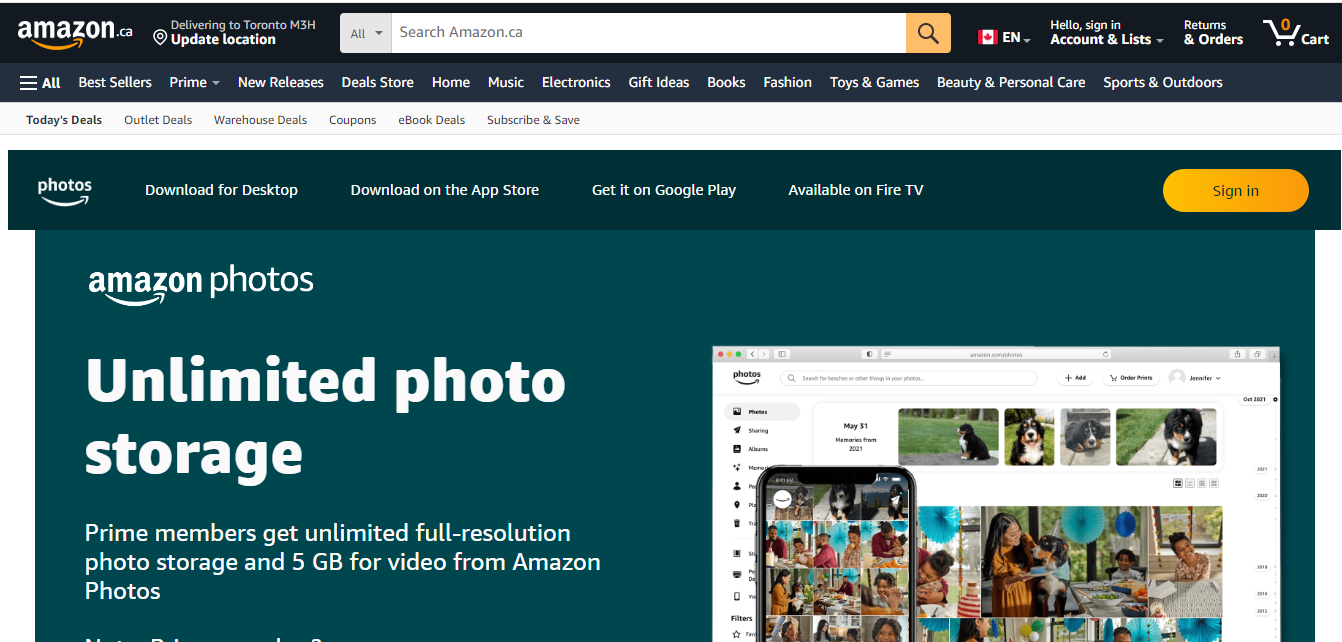 amazon.ca
Delivering to Toronto M3H
Update location
All
Search Amazon.ca
EN
Hello, sign in
Account & Lists
Returns
& Orders
0
Cart
All
Best Sellers
Prime
New Releases
Deals Store
Home
Music
Electronics
Gift Ideas
Books
Fashion
Toys & Games
Beauty & Personal Care
Sports & Outdoors
Today's Deals
Outlet Deals
Warehouse Deals
Coupons
eBook Deals
Subscribe & Save
photos
Download for Desktop
Download on the App Store
Get it on Google Play
Available on Fire TV
Sign in
amazon photos
Unlimited photo
storage
Prime members get unlimited full-resolution
photo storage and 5 GB for video from Amazon
Photos
amazon.com/photos
photos
Search for beaches or other things in your photos...
Add
Order Prints
Jennifer
Oct 2021
Photos
Sharing
Albums
May 31
Memories from
2021
2021
2020
2018
2016
2015
Filters